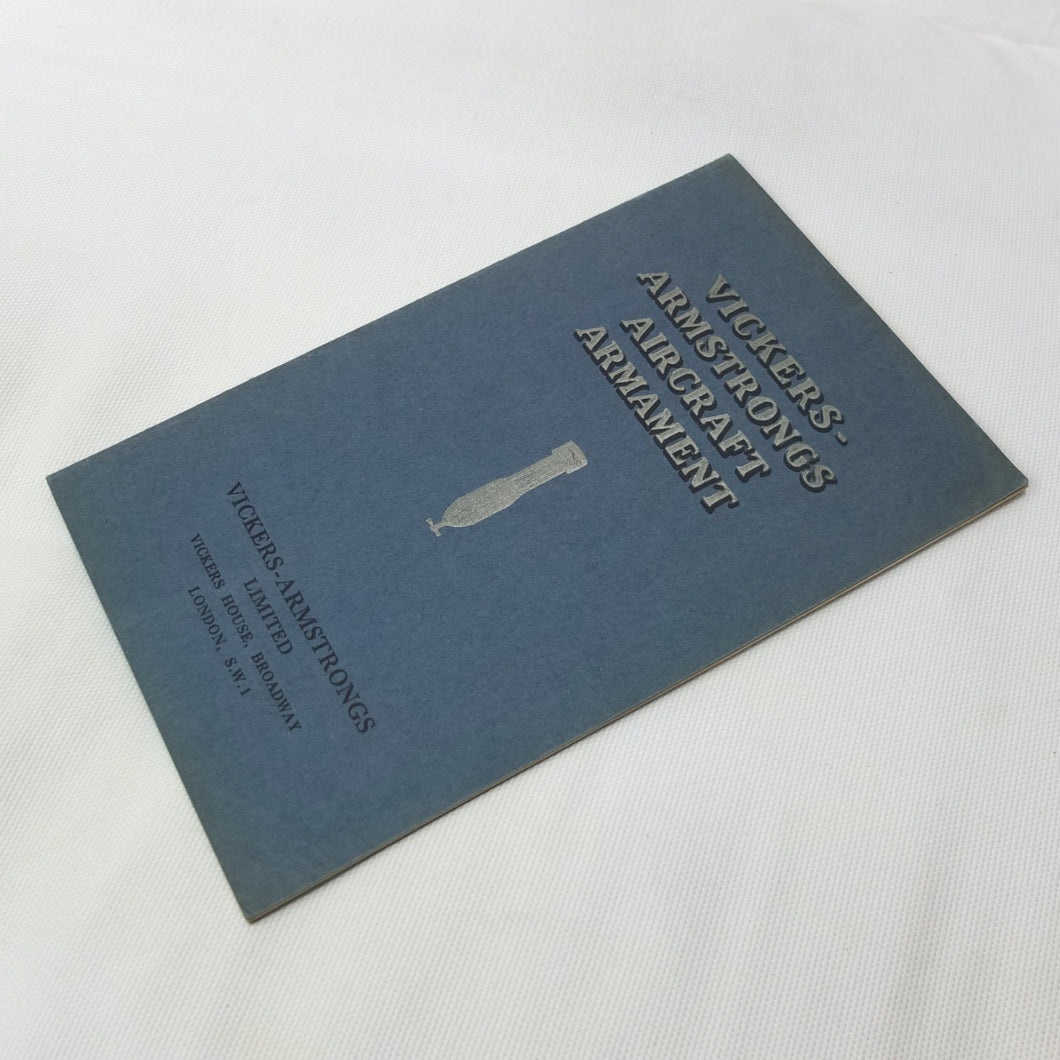 VICKERS-
ARMSTRONGS
AIRCRAFT
ARMAMENT
VICKERS-ARMSTRONGS
LIMITED
VICKERS HOUSE, BROADWAY
LONDON, S.W.1